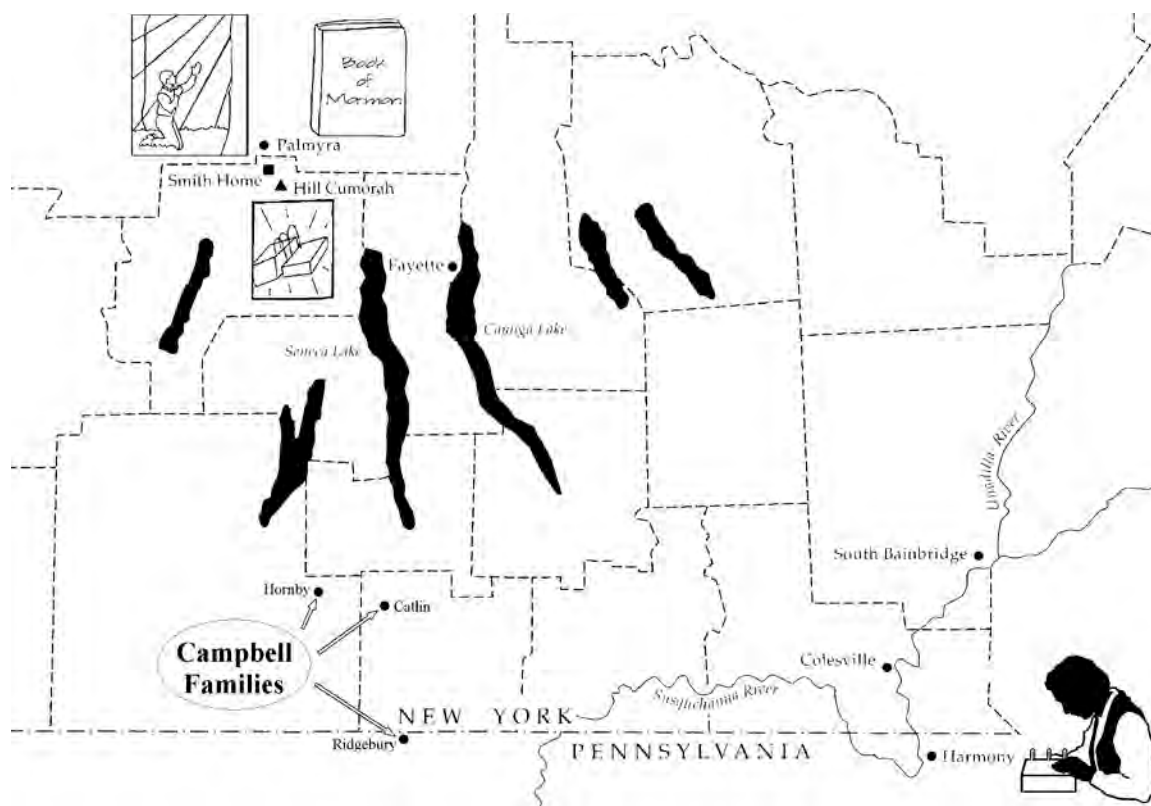 Book
of
Mormon
Palmyra
Smith Home
Hill Cumorah
Fayette
Cayuga Lake
Seneca Lake
Unadilla River
South Bainbridge
Hornby
Catlin
Campbell
Families
Colesville
Susquehanna River
NEW YORK
Ridgebury
PENNSYLVANIA
Harmony